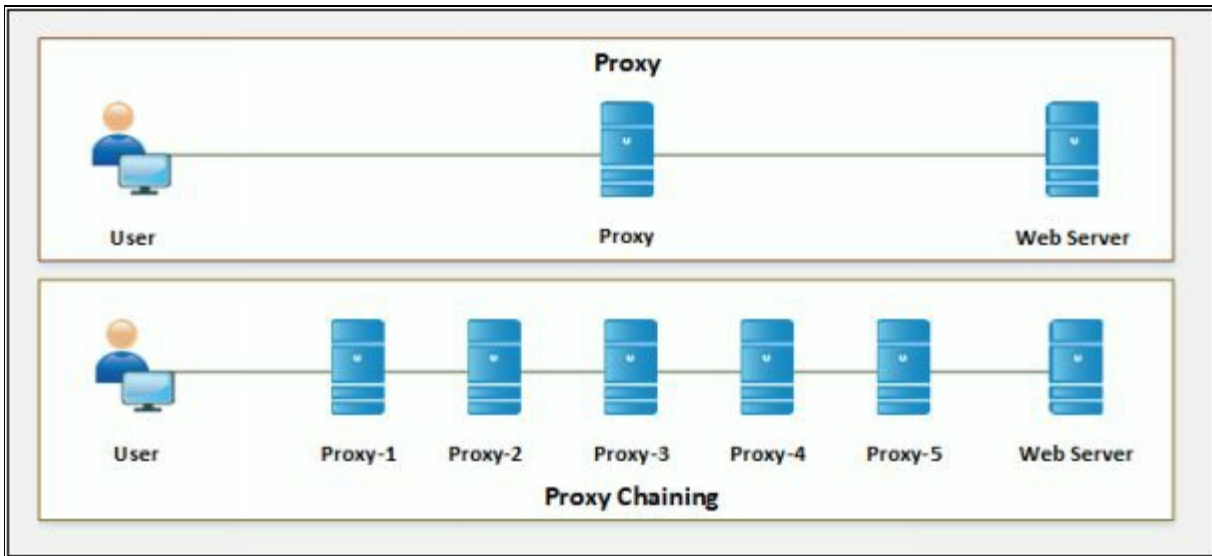 Proxy
User Proxy Web Server
User Proxy-1 Proxy-2 Proxy-3 Proxy-4 Proxy-5 Web Server
Proxy Chaining